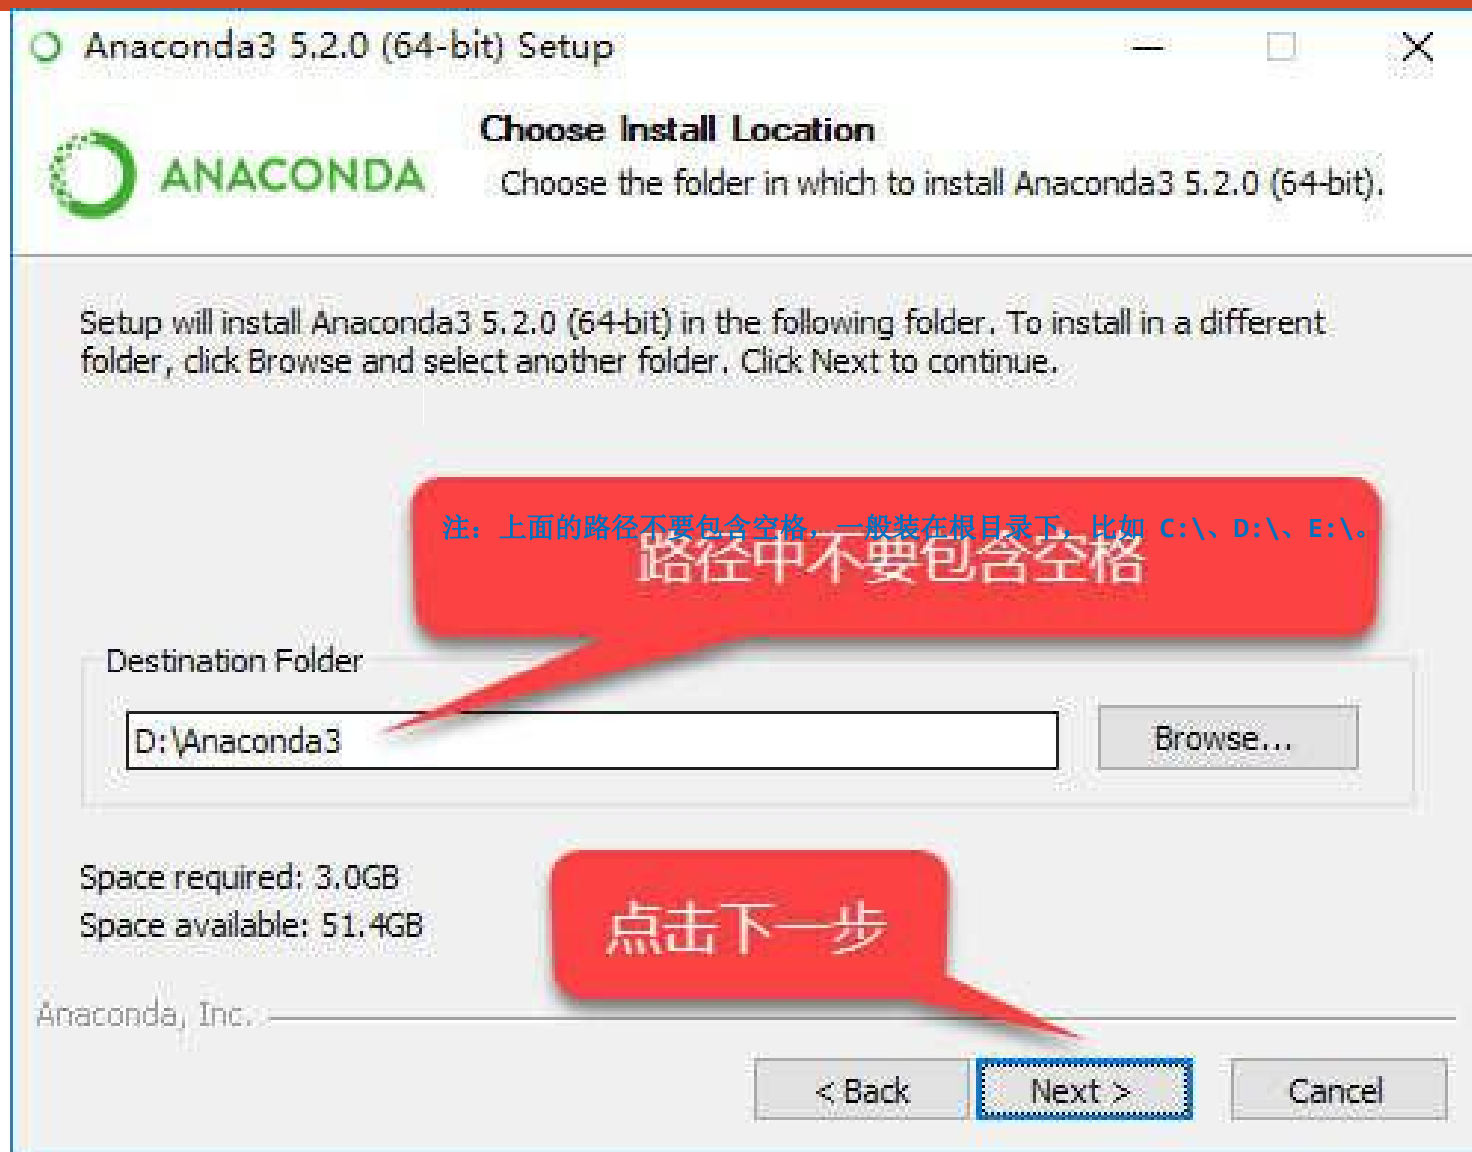 Anaconda3 5.2.0 (64-bit) Setup
ANACONDA
Choose Install Location
Choose the folder in which to install Anaconda3 5.2.0 (64-bit).
Setup will install Anaconda3 5.2.0 (64-bit) in the following folder. To install in a different
folder, click Browse and select another folder. Click Next to continue.
注：上面的路径不要包含空格，一般装在根目录下，比如 C:\、D:\、E:\。
路径中不要包含空格
Destination Folder
D:\Anaconda3
Browse...
Space required: 3.0GB
Space available: 51.4GB
点击下一步
Anaconda, Inc.
< Back
Next >
Cancel